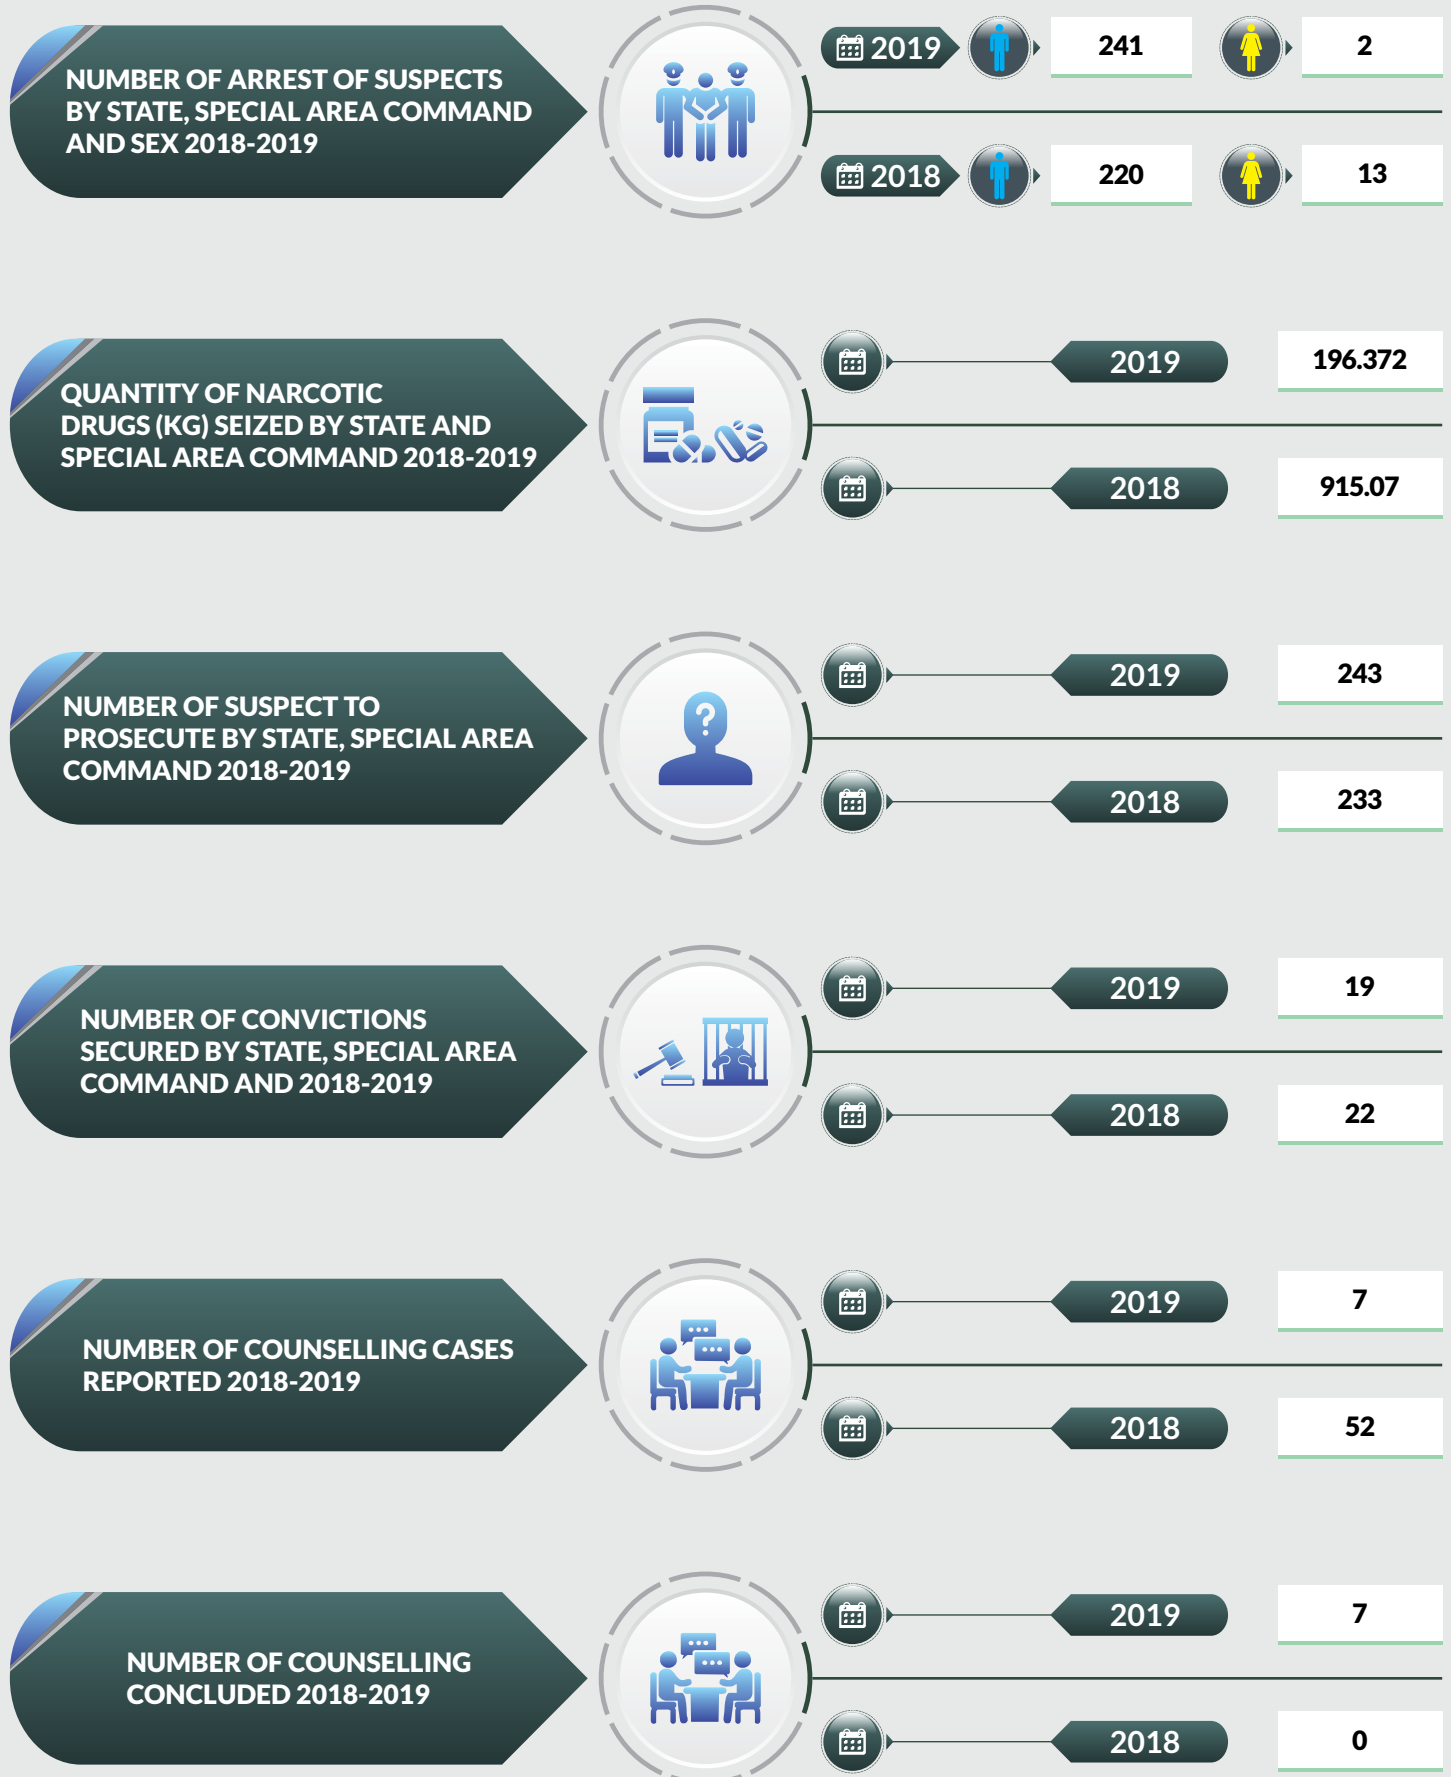 NUMBER OF ARREST OF SUSPECTS
BY STATE, SPECIAL AREA COMMAND
AND SEX 2018-2019
2019
241
2
2018
220
13
QUANTITY OF NARCOTIC
DRUGS (KG) SEIZED BY STATE AND
SPECIAL AREA COMMAND 2018-2019
2019
196.372
2018
915.07
NUMBER OF SUSPECT TO
PROSECUTE BY STATE, SPECIAL AREA
COMMAND 2018-2019
2019
243
2018
233
NUMBER OF CONVICTIONS
SECURED BY STATE, SPECIAL AREA
COMMAND AND 2018-2019
2019
19
2018
22
NUMBER OF COUNSELLING CASES
REPORTED 2018-2019
2019
7
2018
52
NUMBER OF COUNSELLING
CONCLUDED 2018-2019
2019
7
2018
0